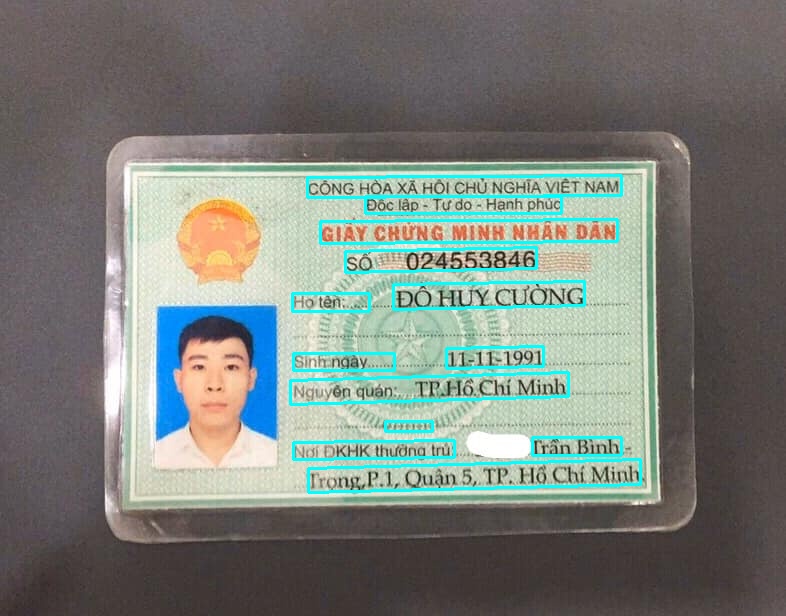 CỘNG HÒA XÃ HỘI CHỦ NGHĨA VIỆT NAM
Độc lập - Tự do - Hạnh phúc
GIẤY CHỨNG MINH NHÂN DÂN
SỐ 024553846
Họ tên: ĐỖ HUY CƯỜNG
Sinh ngày 11-11-1991
Nguyên quán: TP.Hồ Chí Minh
Nơi ĐKHK thường trú Trần Bình -
Trọng,P.1, Quận 5, TP. Hồ Chí Minh